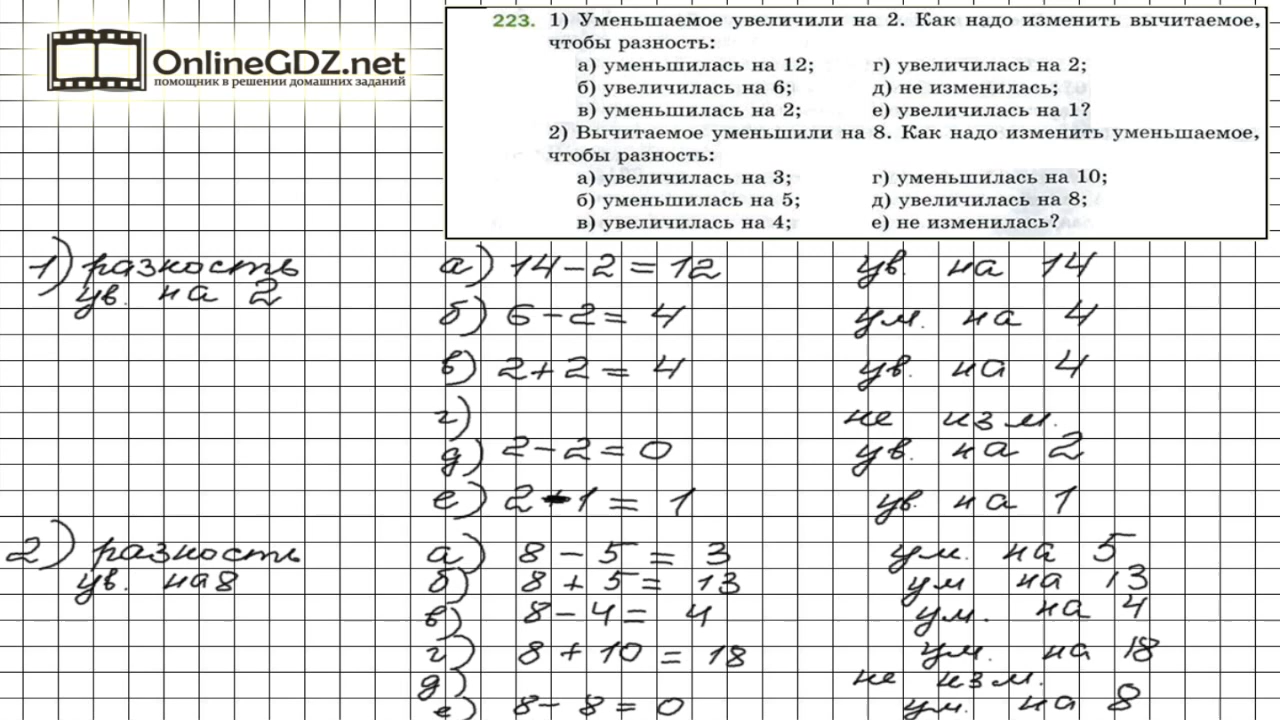 OnlineGDZ.net
помощник в решении домашних заданий
223. 1) Уменьшаемое увеличили на 2. Как надо изменить вычитаемое,
чтобы разность:
а) уменьшилась на 12; г) увеличилась на 2;
б) увеличилась на 6; д) не изменилась;
в) уменьшилась на 2; е) увеличилась на 1?
2) Вычитаемое уменьшили на 8. Как надо изменить уменьшаемое,
чтобы разность:
а) увеличилась на 3; г) уменьшилась на 10;
б) уменьшилась на 5; д) увеличилась на 8;
в) увеличилась на 4; е) не изменилась?
1) разность
ув. на 2
а) 14-2=12 ув. на 14
б) 6-2=4 ум. на 4
в) 2+2=4 ув. на 4
г) не изм.
д) 2-2=0 ув. на 2
е) 2-1=1 ув. на 1
2) разность
ув. на 8
а) 8-5=3 ум. на 5
б) 8+5=13 ум на 13
в) 8-4=4 ум. на 4
г) 8+10=18 ум. на 18
д) не изм.
е) 8-8=0 ум. на 8